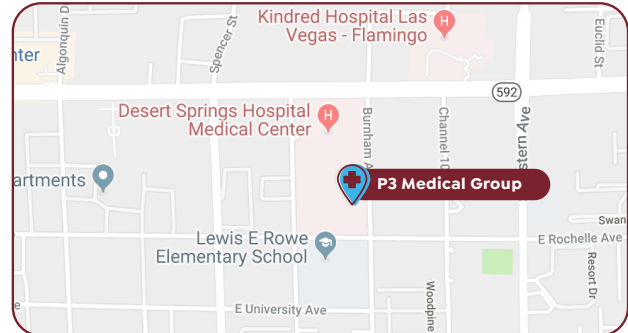 Kindred Hospital Las
Vegas - Flamingo
H
Algonquin D
Spencer St
Euclid St
nter
592
Desert Springs Hospital
Medical Center
H
Burnham A
Channel 10
stern Ave
artments
P3 Medical Group
Lewis E Rowe
Elementary School
Swan
E Rochelle Ave
Resort Dr
Woodpine
e
E University Ave